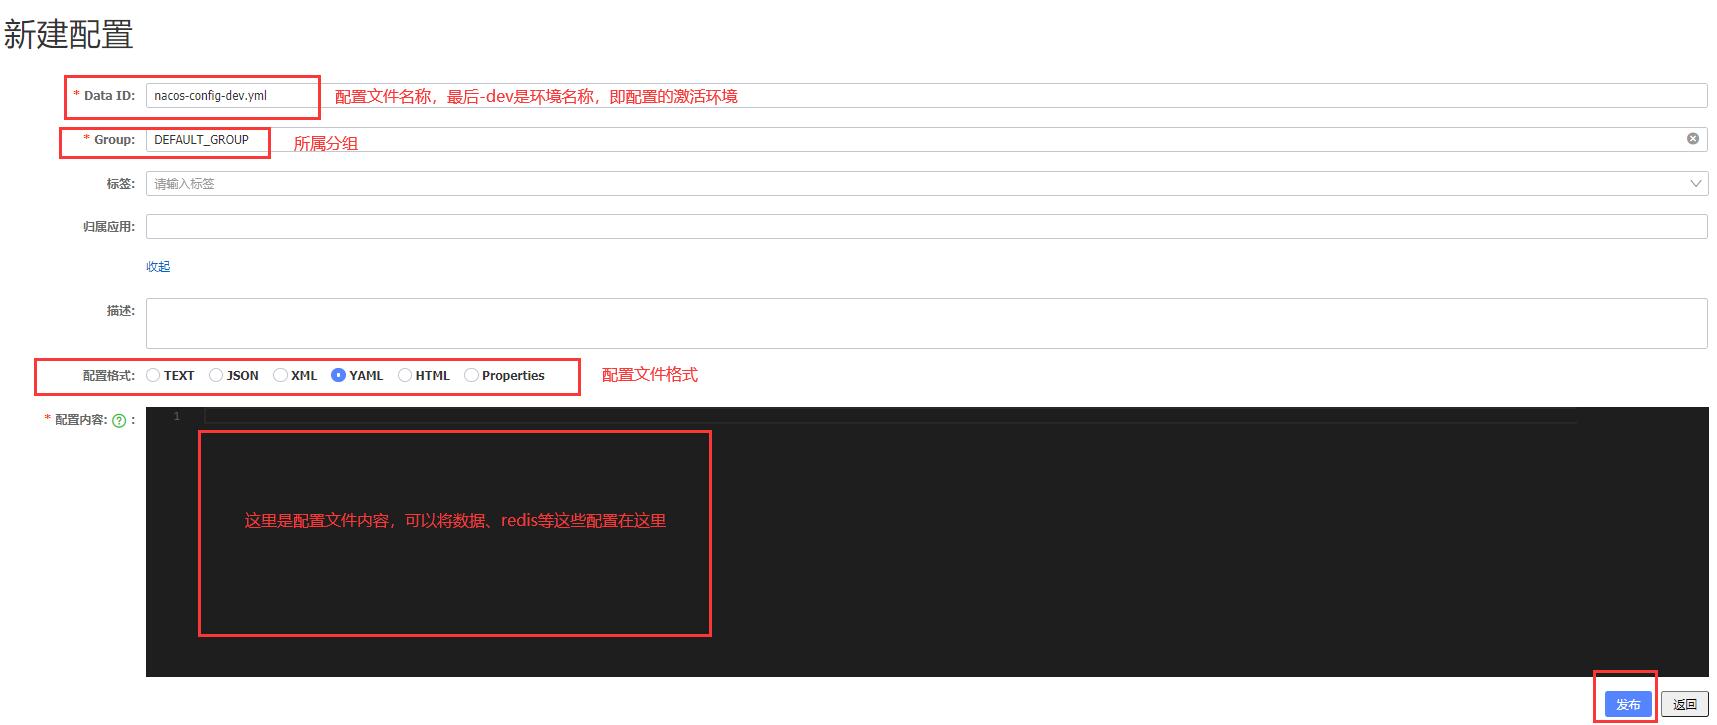 新建配置
* Data ID: nacos-config-dev.yml 配置文件名称，最后-dev是环境名称，即配置的激活环境
* Group: DEFAULT_GROUP 所属分组
标签: 请输入标签
归属应用:
收起
描述:
配置格式: TEXT JSON XML YAML HTML Properties 配置文件格式
* 配置内容: ? :
1
这里是配置文件内容，可以将数据、redis等这些配置在这里
发布 返回